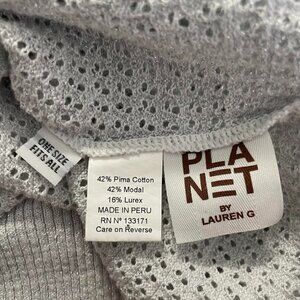 ONE SIZE
FITS ALL
42% Pima Cotton
42% Modal
16% Lurex
MADE IN PERU
RN Nº 133171
Care on Reverse
PLA
NET
BY
LAUREN G